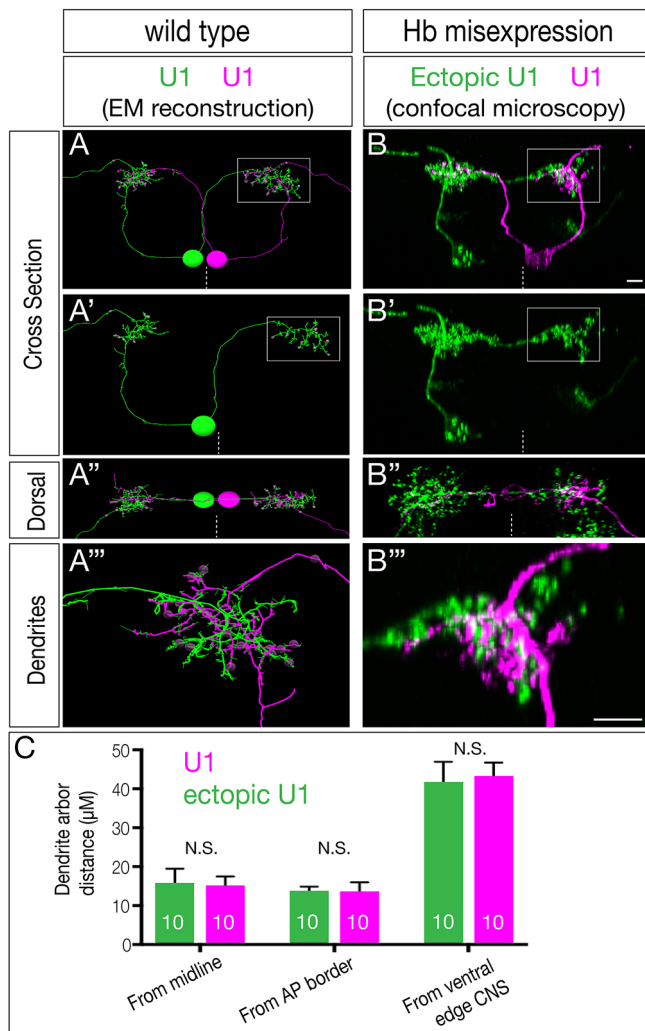 wild type
Hb misexpression
U1 U1
(EM reconstruction)
Ectopic U1 U1
(confocal microscopy)
Cross Section
A
B
A'
B'
Dorsal
A"
B"
Dendrites
A"'
B"'
C
U1
ectopic U1
Dendrite arbor
distance (µM)
50
40
30
20
10
0
N.S.
N.S.
N.S.
10
10
10
10
10
10
From midline
From AP border
From ventral
edge CNS